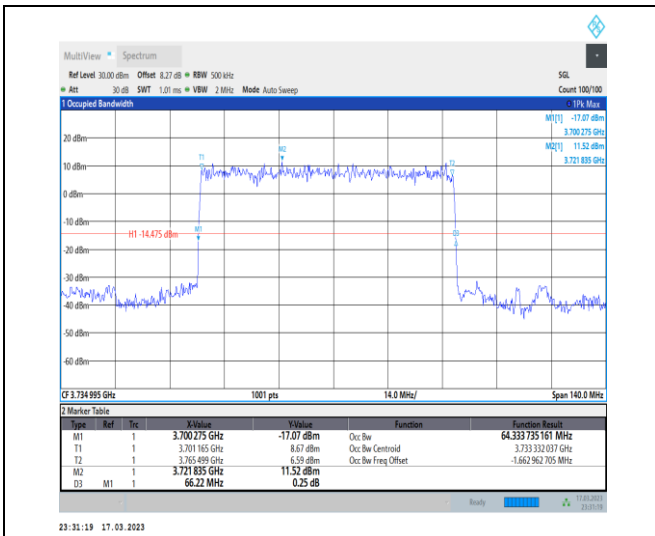 MultiView Spectrum
Ref Level 30.00 dBm Offset 8.27 dB RBW 500 kHz SGL
Att 30 dB SWT 1.01 ms VBW 2 MHz Mode Auto Sweep Count 100/100
1 Occupied Bandwidth 1Pk Max
M1[1] -17.07 dBm
3.700 275 GHz
M2[1] 11.52 dBm
3.721 835 GHz
20 dBm
M2
T1
T2
10 dBm
0 dBm
-10 dBm
M1
H1 -14.475 dBm
D3
-20 dBm
-30 dBm
-40 dBm
-50 dBm
-60 dBm
CF 3.734 995 GHz 1001 pts 14.0 MHz/ Span 140.0 MHz
2 Marker Table
Type Ref Trc X-Value Y-Value Function Function Result
M1 1 3.700 275 GHz -17.07 dBm Occ Bw 64.333 735 161 MHz
T1 1 3.701 165 GHz 8.67 dBm Occ Bw Centroid 3.733 332 037 GHz
T2 1 3.765 499 GHz 6.59 dBm Occ Bw Freq Offset -1.662 962 705 MHz
M2 1 3.721 835 GHz 11.52 dBm
D3 M1 1 66.22 MHz 0.25 dB
Ready 17.03.2023
23:31:19
23:31:19 17.03.2023